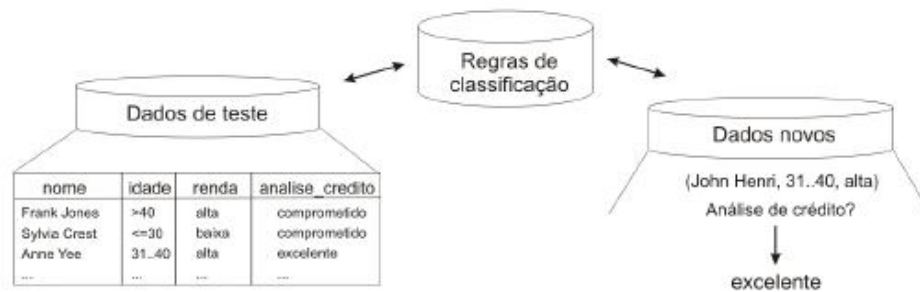 Regras de
classificação
Dados de teste
nome idade renda analise_credito
Frank Jones >40 alta comprometido
Sylvia Crest <=30 baixa comprometido
Anne Yee 31..40 alta excelente
... ... ... ...
Dados novos
(John Henri, 31..40, alta)
Análise de crédito?
excelente